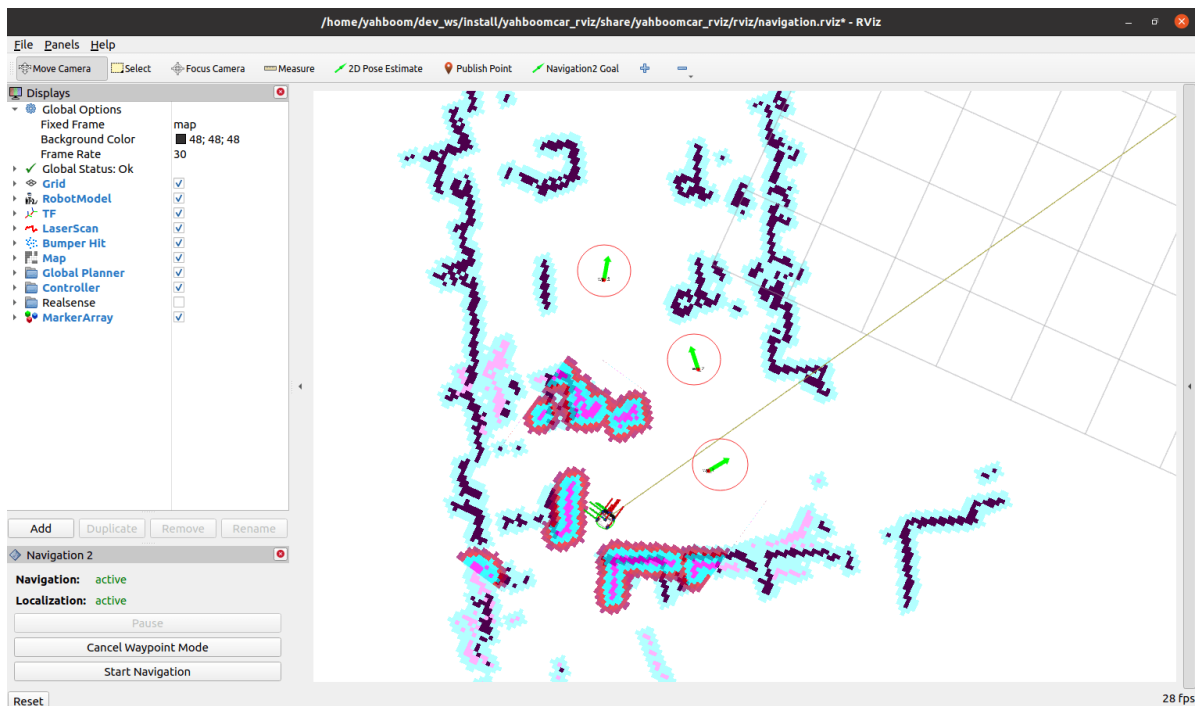 /home/yahboom/dev_ws/install/yahboomcar_rviz/share/yahboomcar_rviz/rviz/navigation.rviz* - RViz
File Panels Help
Move Camera Select Focus Camera Measure 2D Pose Estimate Publish Point Navigation2 Goal
Displays
Global Options
Fixed Frame map
Background Color 48; 48; 48
Frame Rate 30
Global Status: Ok
Grid
RobotModel
TF
LaserScan
Bumper Hit
Map
Global Planner
Controller
Realsense
MarkerArray
Add Duplicate Remove Rename
Navigation 2
Navigation: active
Localization: active
Pause
Cancel Waypoint Mode
Start Navigation
Reset
28 fps